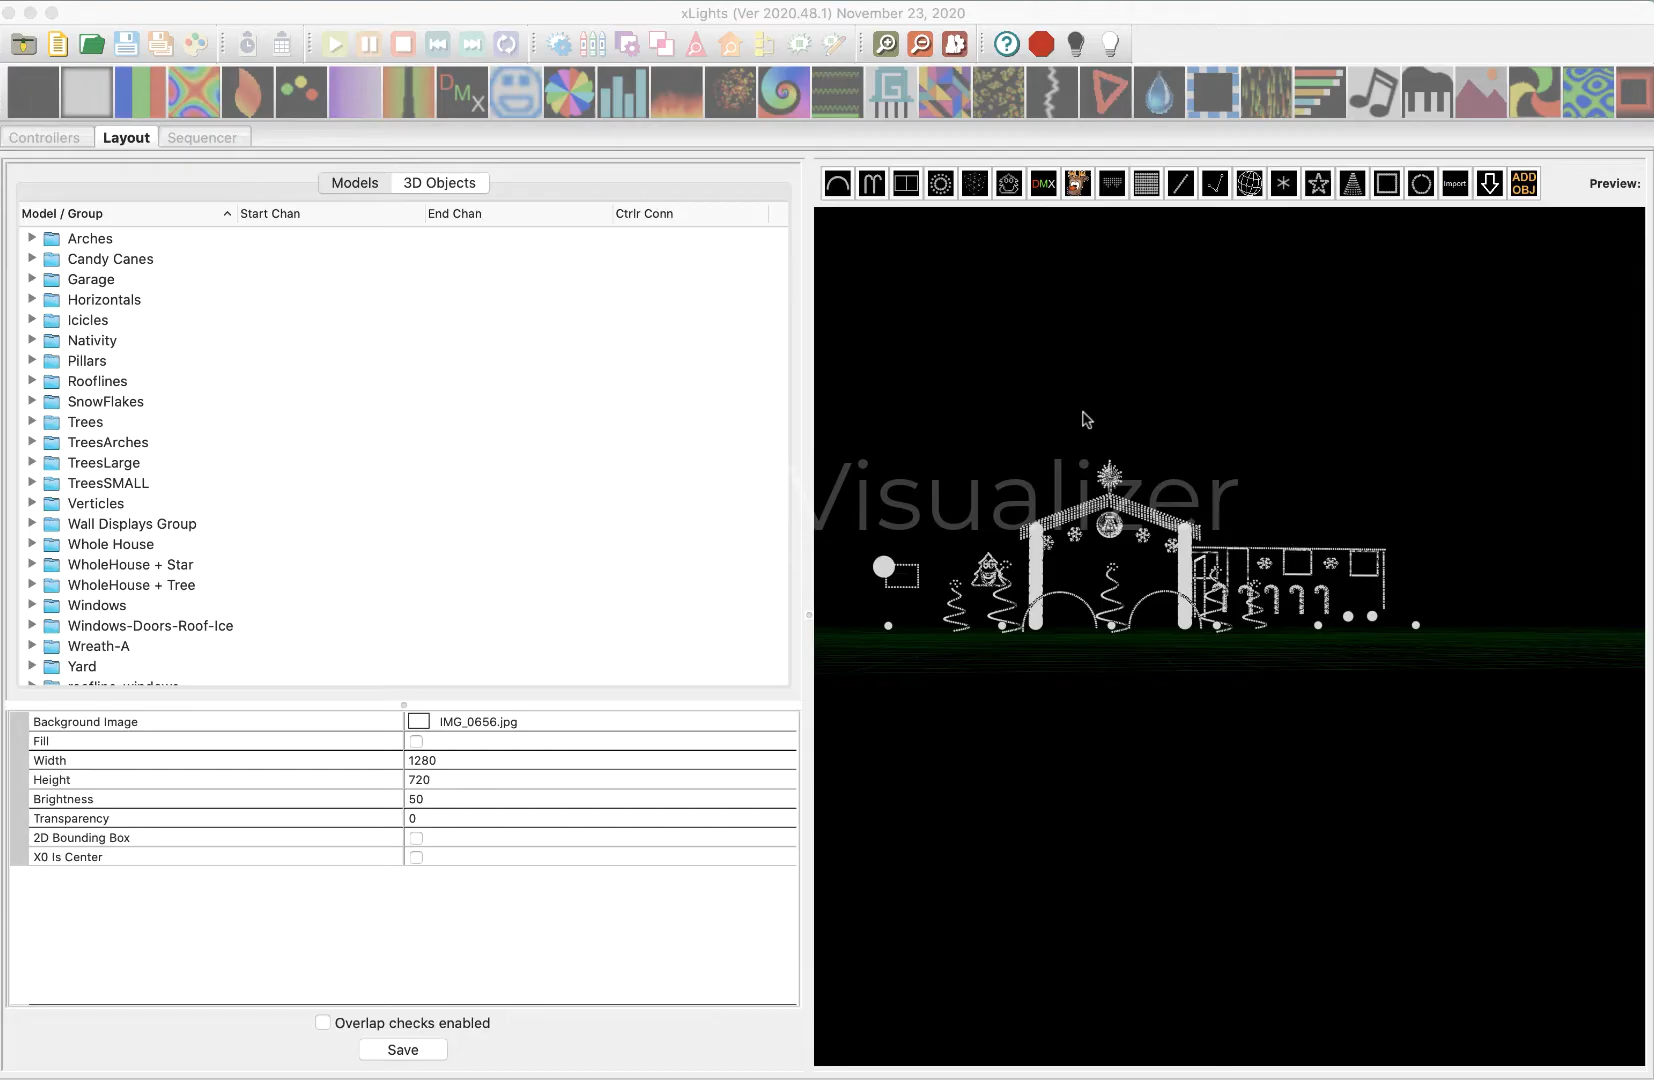 xLights (Ver 2020.48.1) November 23, 2020
DMX
Controllers
Layout
Sequencer
Models
3D Objects
DMX
Import
ADD
OBJ
Preview:
Model / Group
Start Chan
End Chan
Ctrlr Conn
Arches
Candy Canes
Garage
Horizontals
Icicles
Nativity
Pillars
Rooflines
SnowFlakes
Trees
TreesArches
TreesLarge
TreesSMALL
Verticles
Wall Displays Group
Whole House
WholeHouse + Star
WholeHouse + Tree
Windows
Windows-Doors-Roof-Ice
Wreath-A
Yard
Visualizer
Background Image
IMG_0656.jpg
Fill
Width
1280
Height
720
Brightness
50
Transparency
0
2D Bounding Box
X0 Is Center
Overlap checks enabled
Save